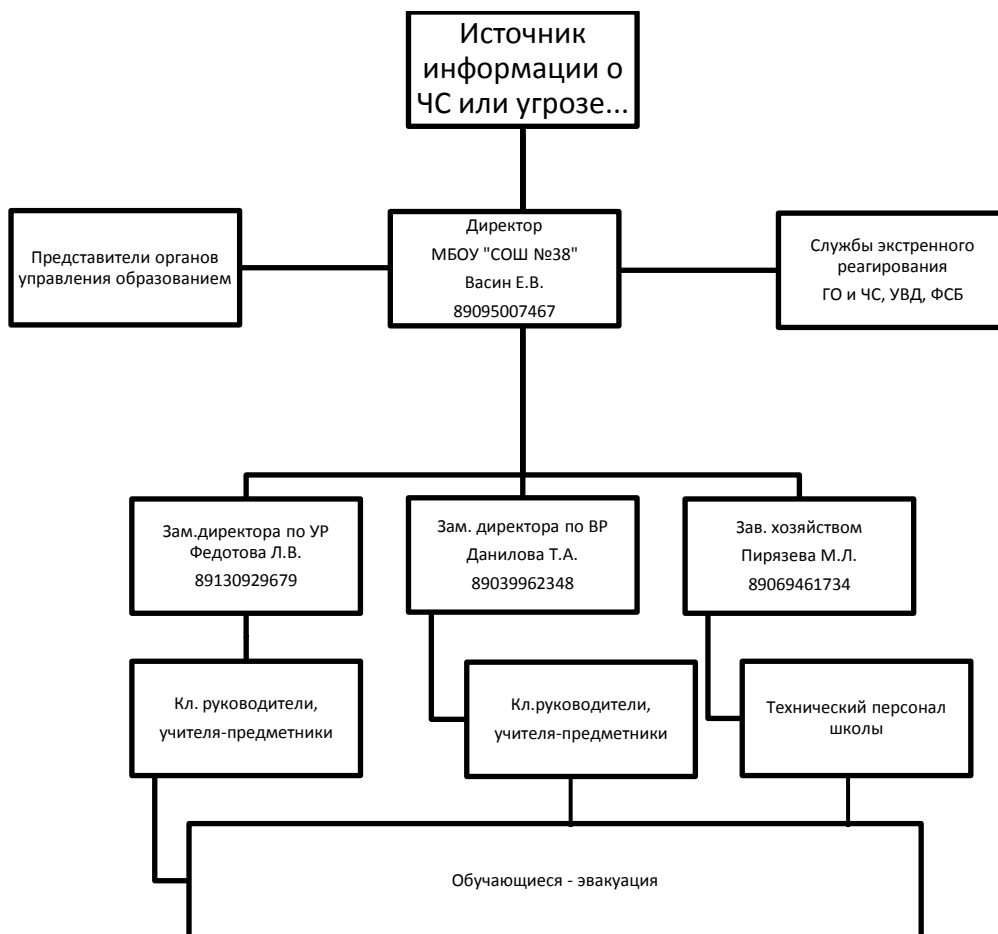 Источник
информации о
ЧС или угрозе...
Представители органов
управления образованием
Директор
МБОУ "СОШ №38"
Васин Е.В.
89095007467
Службы экстренного
реагирования
ГО и ЧС, УВД, ФСБ
Зам.директора по УР
Федотова Л.В.
89130929679
Зам. директора по ВР
Данилова Т.А.
89039962348
Зав. хозяйством
Пирязева М.Л.
89069461734
Кл. руководители,
учителя-предметники
Кл.руководители,
учителя-предметники
Технический персонал
школы
Обучающиеся - эвакуация